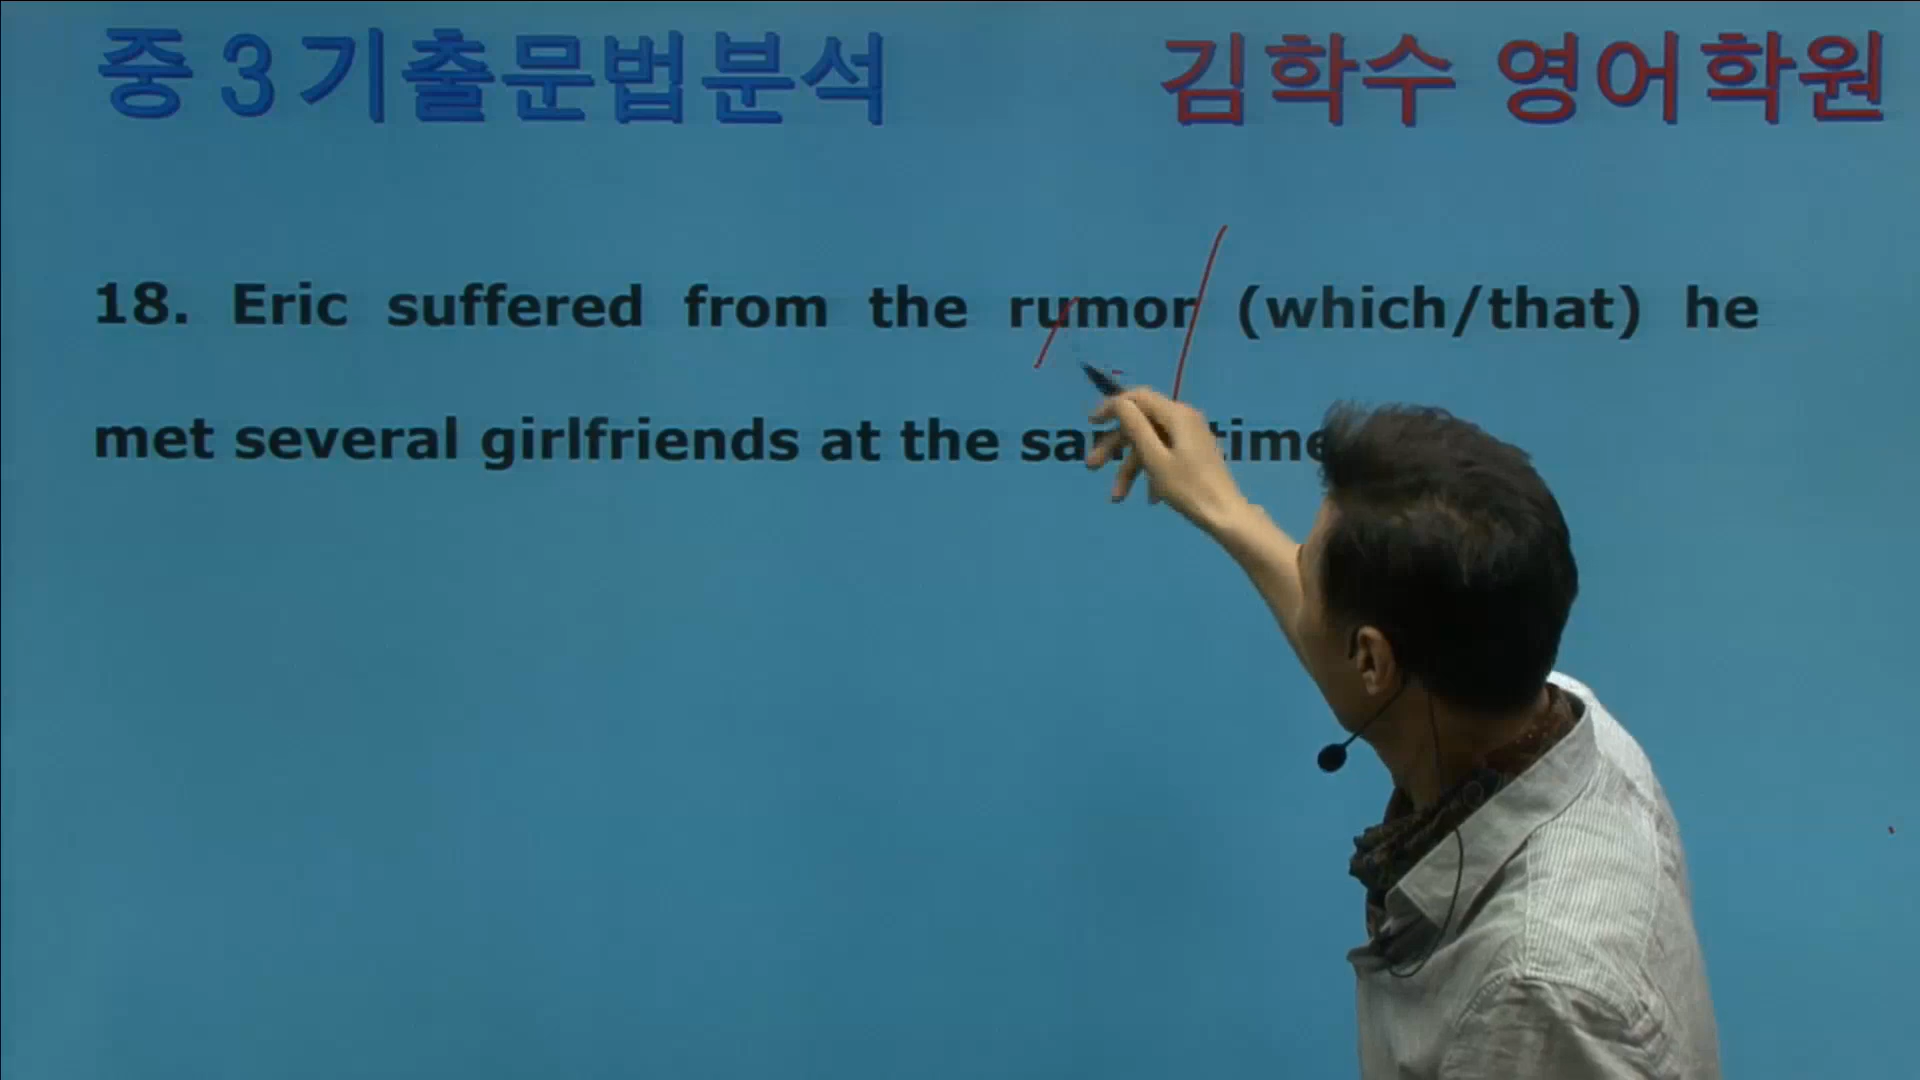 중3기출문법분석 김학수 영어학원
18. Eric suffered from the rumor (which/that) he
met several girlfriends at the time